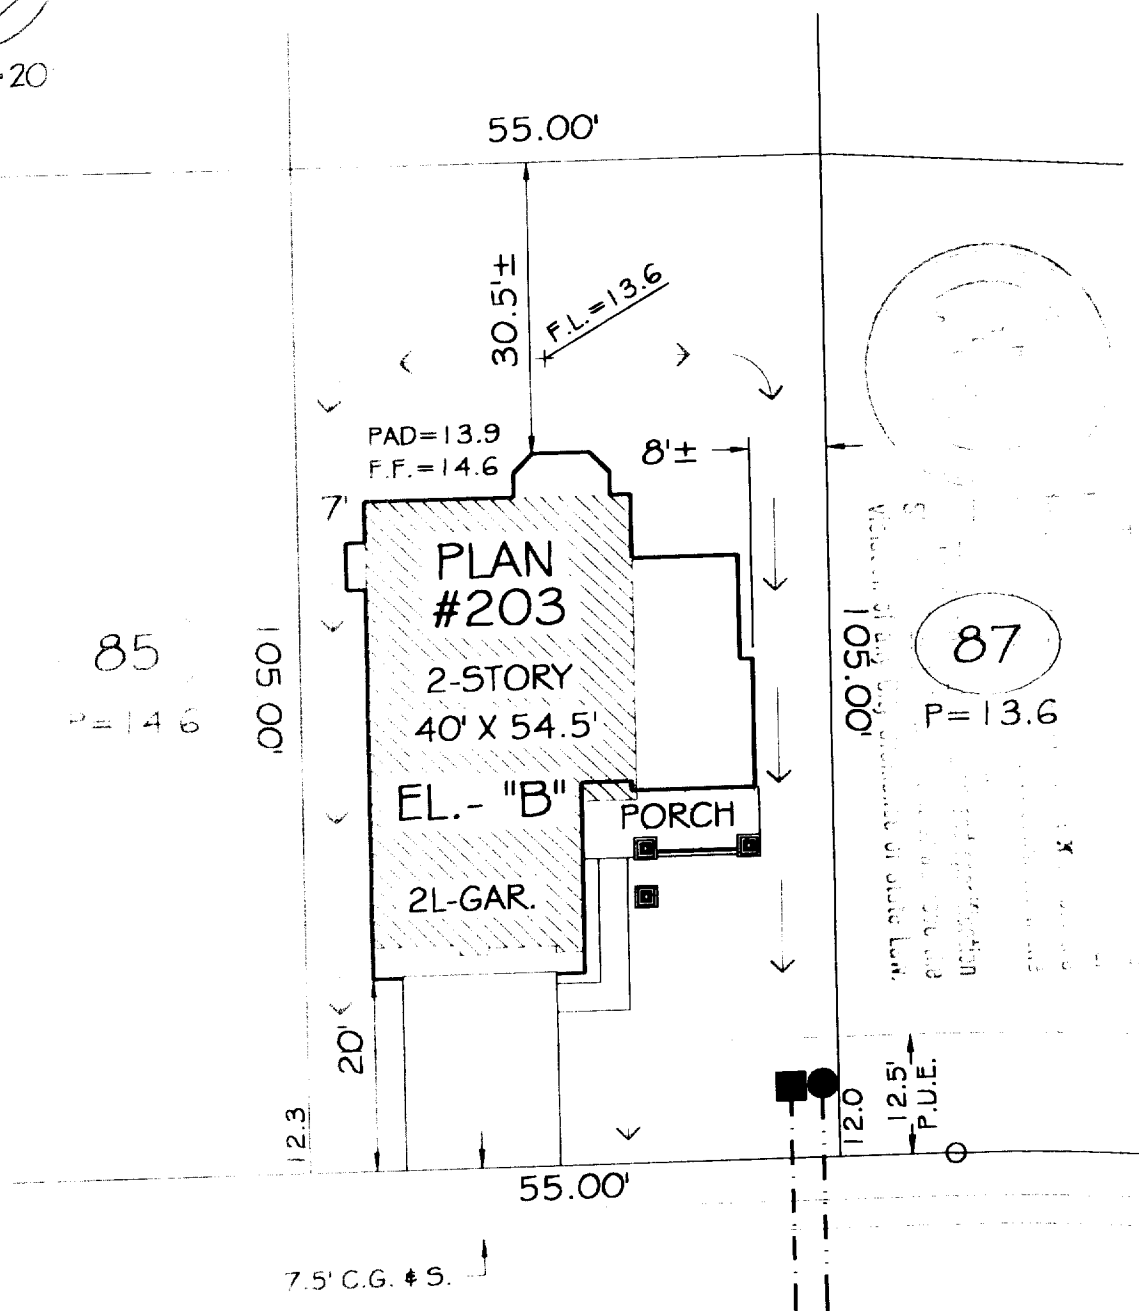 20
55.00'
30.5'±
F.L.=13.6
PAD=13.9
F.F.=14.6
8'±
7'
PLAN
#203
2-STORY
40' X 54.5'
EL.- "B"
PORCH
2L-GAR.
85
P=14.6
105.00'
105.00'
87
P=13.6
20'
12.3
12.0
12.5'
P.U.E.
55.00'
7.5' C.G. & S.